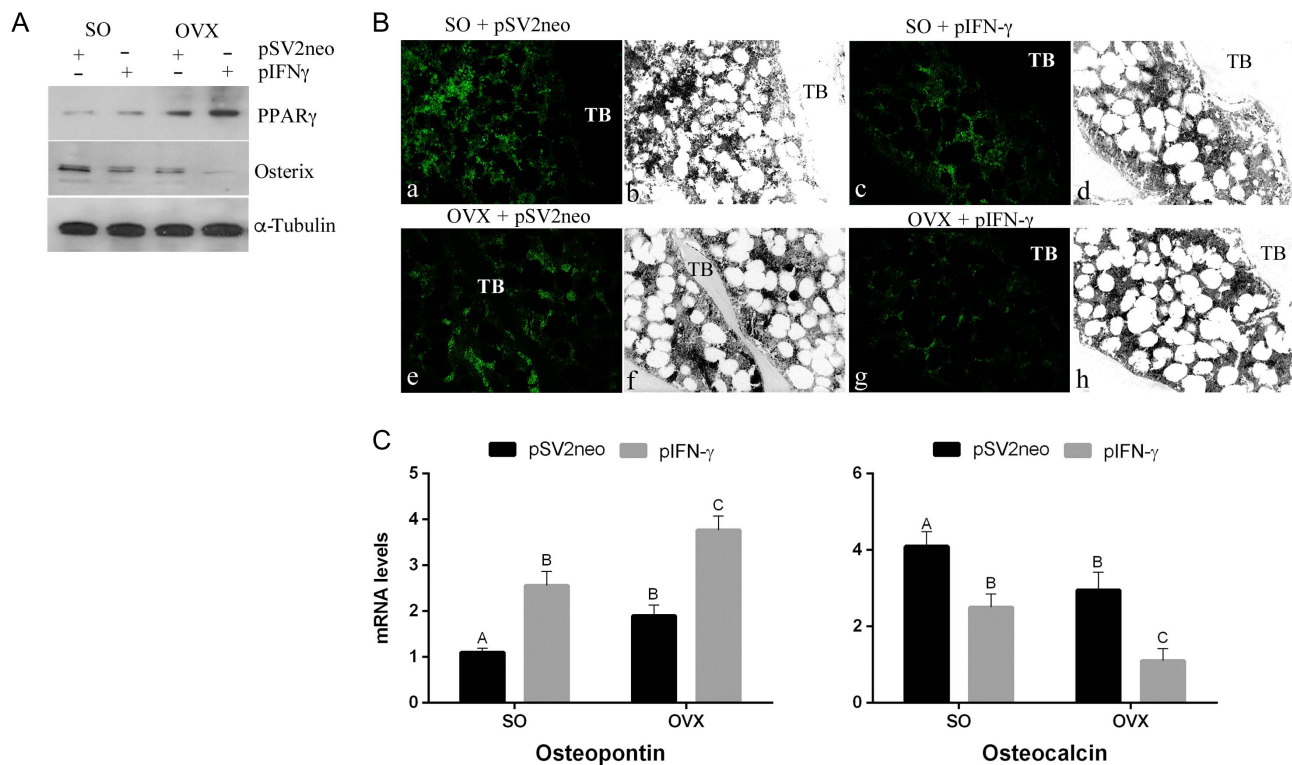 A
SO OVX
+ - + - pSV2neo
- + - + pIFNγ
PPARγ
Osterix
α-Tubulin
B
SO + pSV2neo SO + pIFN-γ
TB TB TB TB
a b c d
OVX + pSV2neo OVX + pIFN-γ
TB TB TB TB
e f g h
C
pSV2neo pIFN-γ
mRNA levels
5
4
3
2
1
0
A B B C
SO OVX
Osteopontin
pSV2neo pIFN-γ
6
4
2
0
A B B C
SO OVX
Osteocalcin